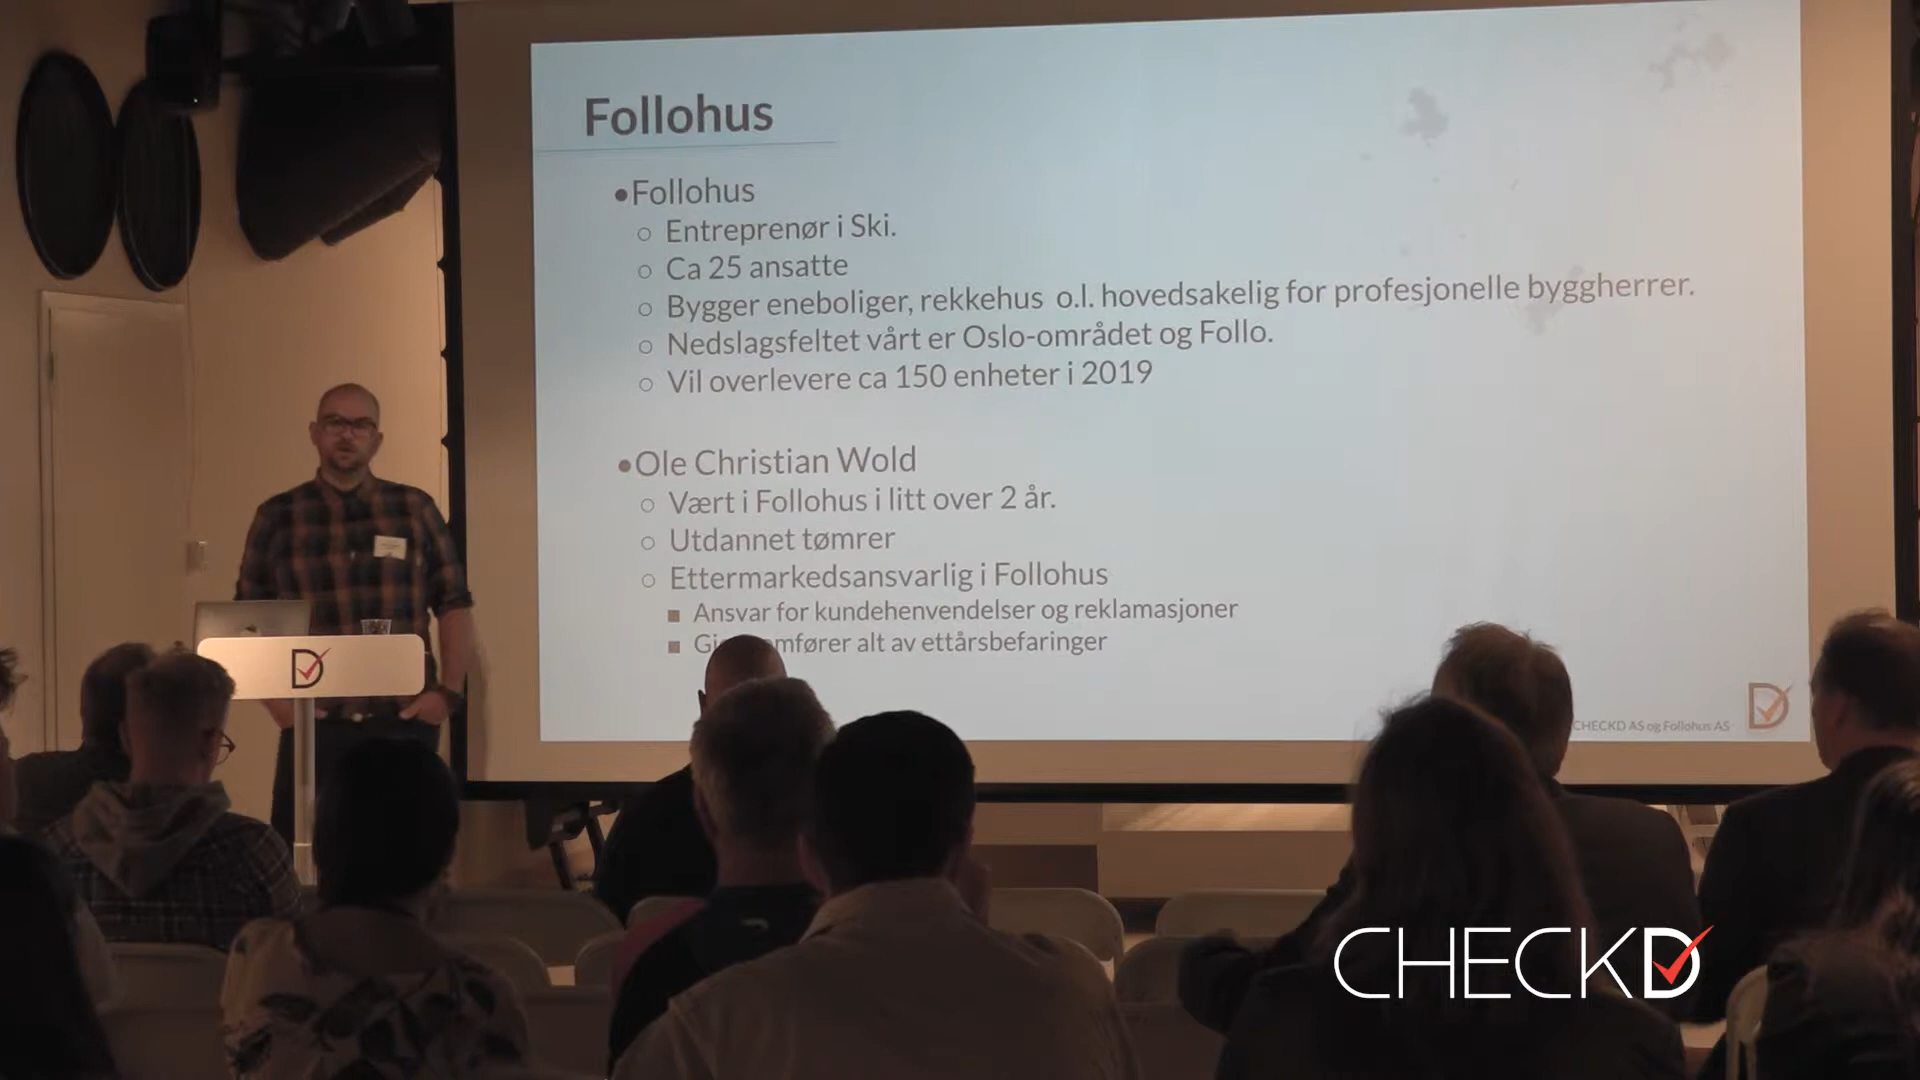 Follohus
•Follohus
○ Entreprenør i Ski.
○ Ca 25 ansatte
○ Bygger eneboliger, rekkehus o.l. hovedsakelig for profesjonelle byggherrer.
○ Nedslagsfeltet vårt er Oslo-området og Follo.
○ Vil overlevere ca 150 enheter i 2019
•Ole Christian Wold
○ Vært i Follohus i litt over 2 år.
○ Utdannet tømrer
○ Ettermarkedsansvarlig i Follohus
■ Ansvar for kundehenvendelser og reklamasjoner
■ alt av ettårsbefaringer
CHECKD AS og Follohus AS
D
D
CHECKD